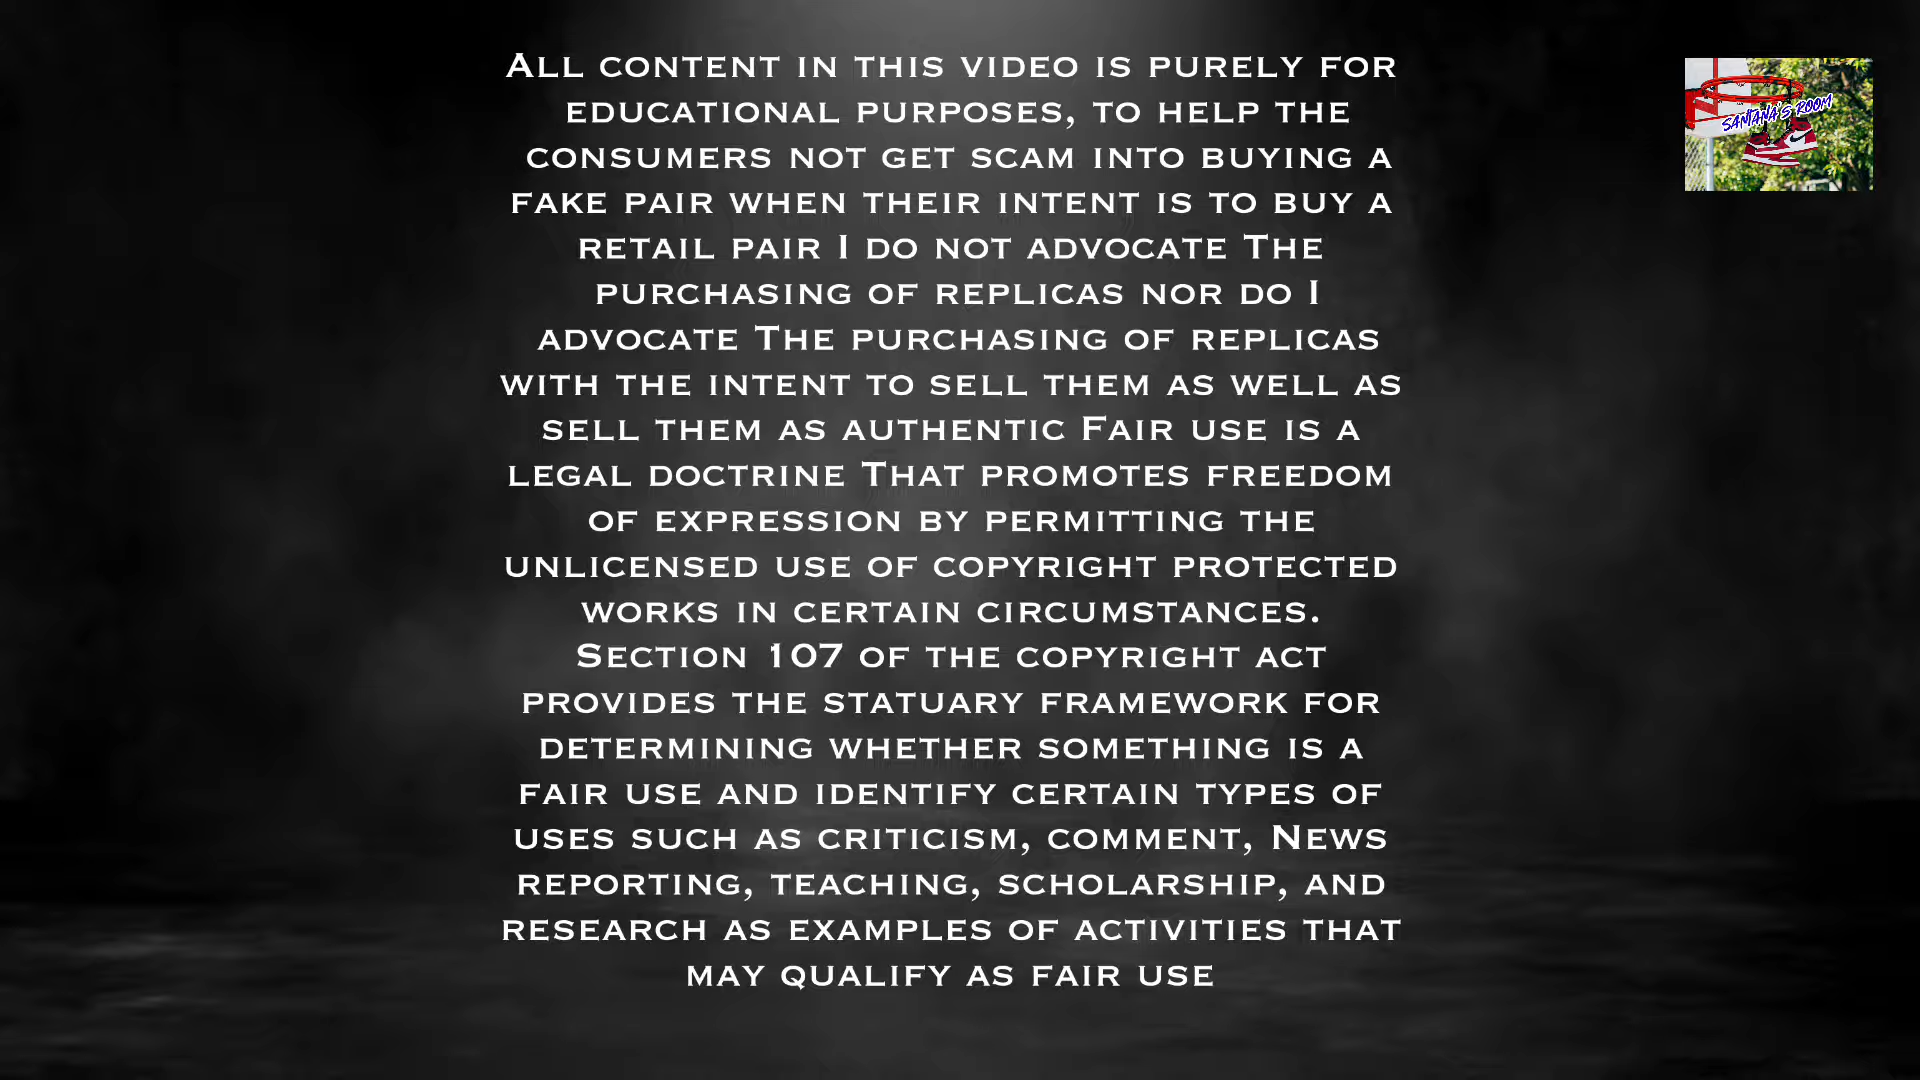 All content in this video is purely for
educational purposes, to help the
consumers not get scam into buying a
fake pair when their intent is to buy a
retail pair I do not advocate The
purchasing of replicas nor do I
advocate The purchasing of replicas
with the intent to sell them as well as
sell them as authentic Fair use is a
legal doctrine That promotes freedom
of expression by permitting the
unlicensed use of copyright protected
works in certain circumstances.
Section 107 of the copyright act
provides the statuary framework for
determining whether something is a
fair use and identify certain types of
uses such as criticism, comment, News
reporting, teaching, scholarship, and
research as examples of activities that
may qualify as fair use
SANTANA'S ROOM